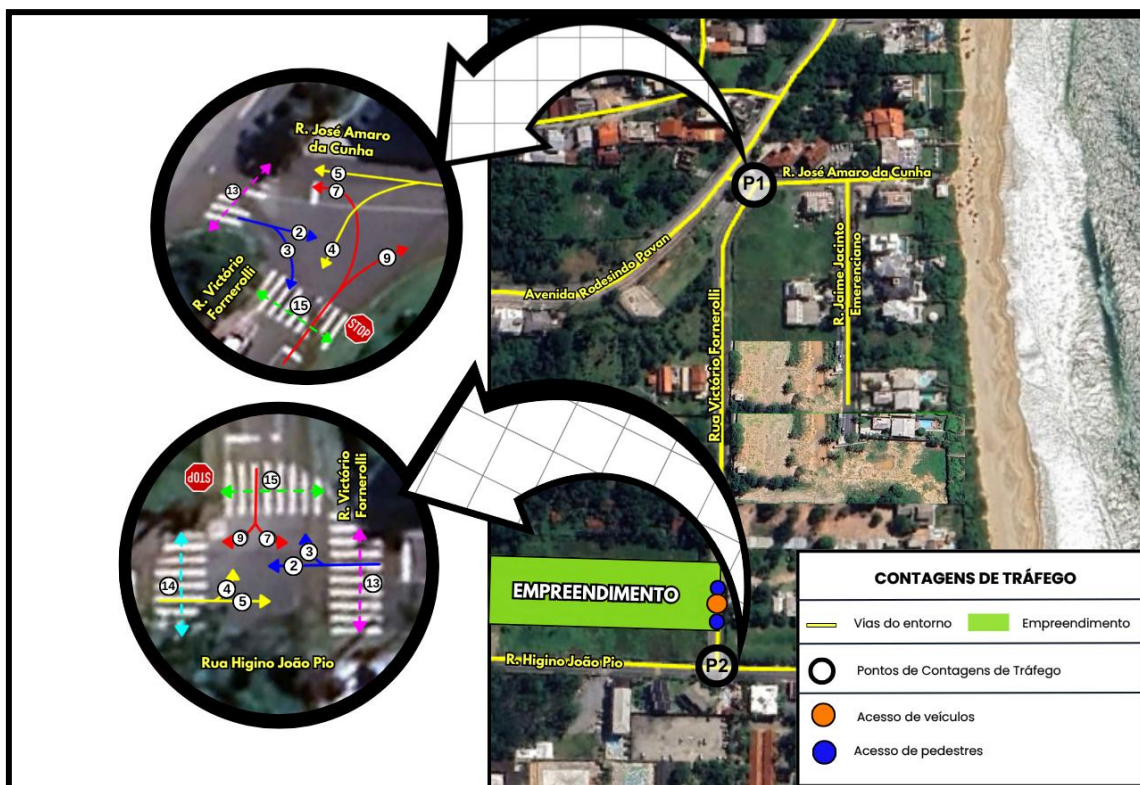 R. José Amaro
da Cunha
5
7
13
2
3
4
9
15
R. Victório
Fornerolli
STOP
P1
R. José Amaro da Cunha
Avenida Rodesindo Pavan
Rua Victório Fornerolli
R. Jaime Jacinto
Emerenciano
STOP
15
R. Victório
Fornerolli
9
7
3
2
14
4
5
13
Rua Higino João Pio
EMPREENDIMENTO
R. Higino João Pio
P2
CONTAGENS DE TRÁFEGO
Vias do entorno
Empreendimento
Pontos de Contagens de Tráfego
Acesso de veículos
Acesso de pedestres